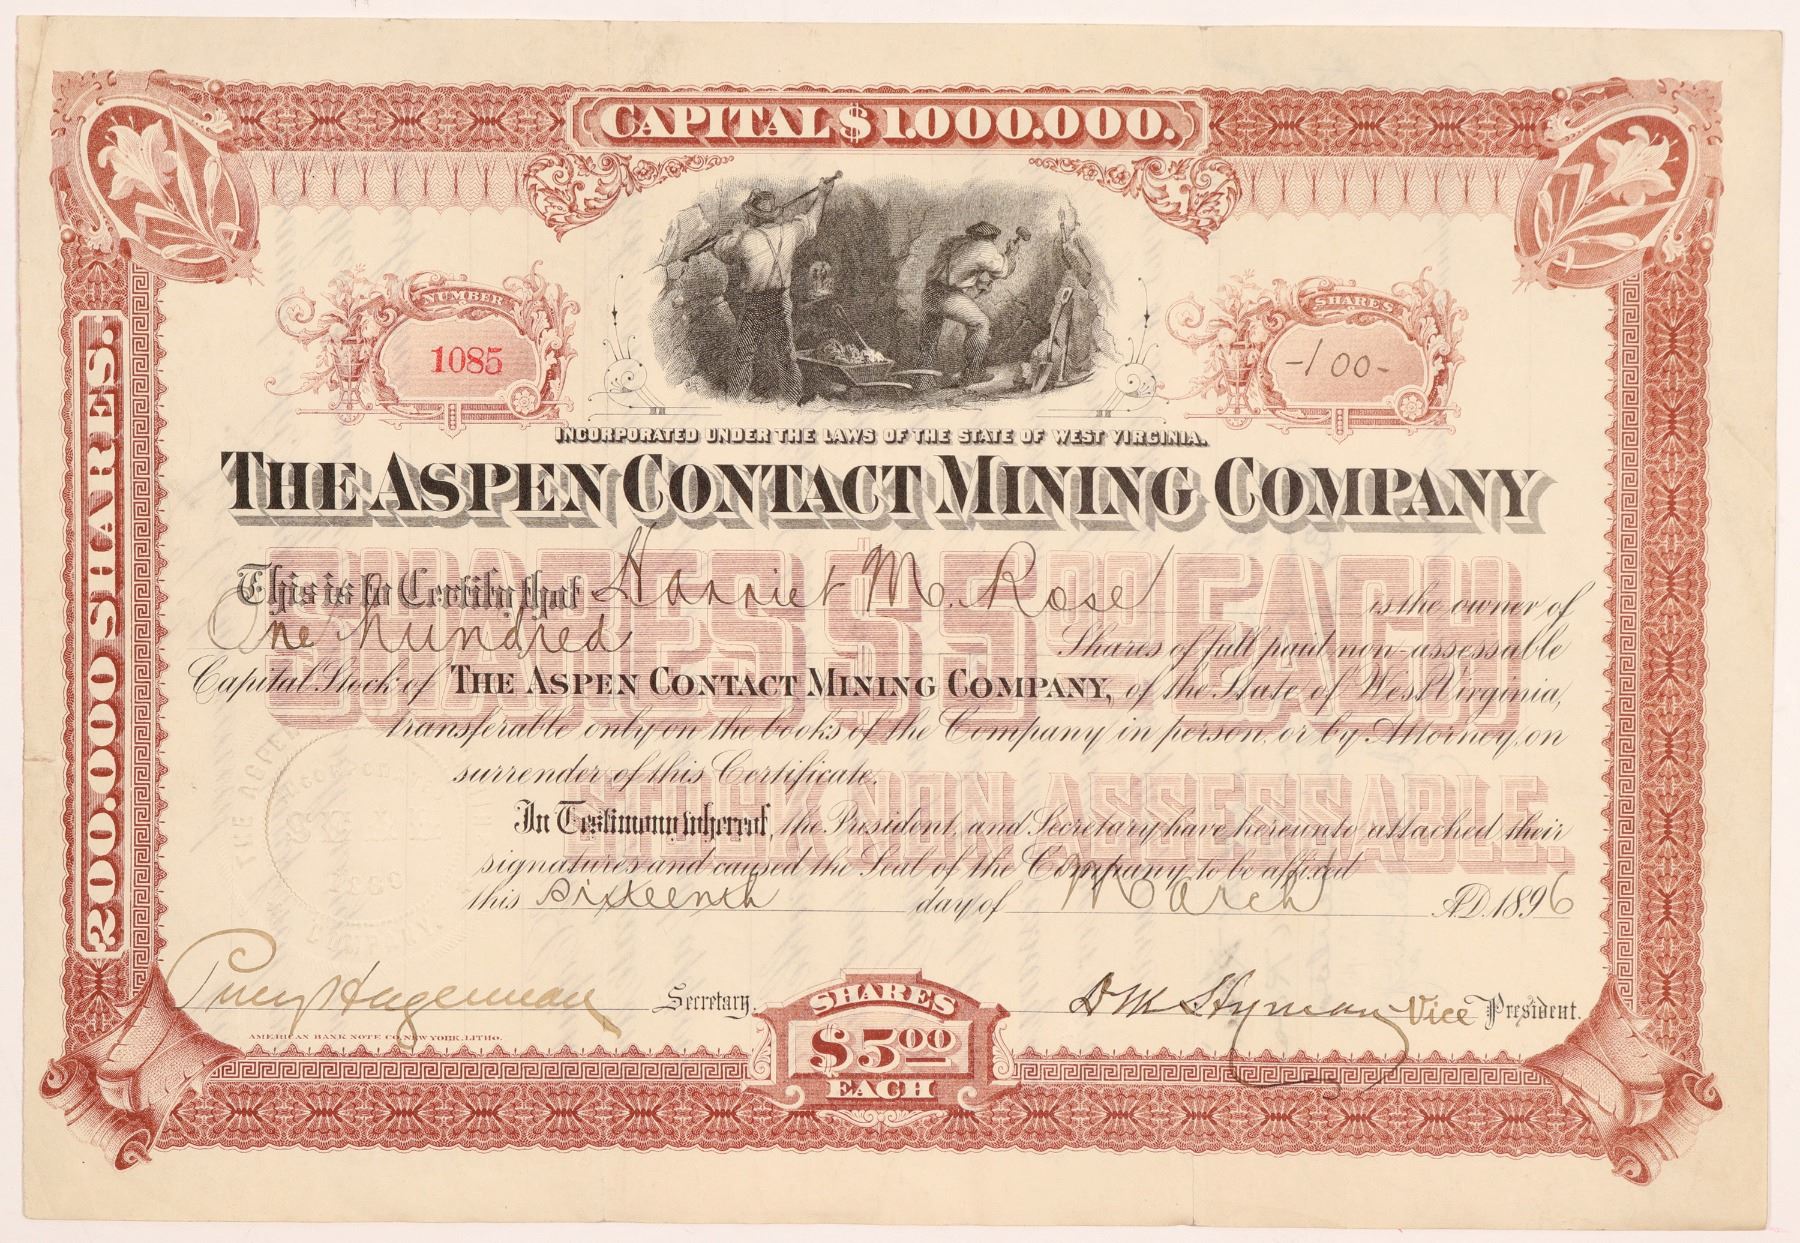 CAPITAL $1.000.000.
NUMBER
1085
SHARES
-100-
200.000 SHARES.
INCORPORATED UNDER THE LAWS OF THE STATE OF WEST VIRGINIA.
THE ASPEN CONTACT MINING COMPANY
SHARES $5.00 EACH
This is to Certify that Harriet M. Rose is the owner of
One hundred Shares of full paid non-assessable
Capital Stock of THE ASPEN CONTACT MINING COMPANY, of the State of West Virginia,
transferable only on the books of the Company in person, or by Attorney, on
surrender of this Certificate.
STOCK NON ASSESSABLE.
In Testimony whereof, the President, and Secretary have hereunto attached their
signatures and caused the Seal of the Company to be affixed
this sixteenth day of March A.D. 1896
THE ASPEN
COMPANY.
Percy Hagerman Secretary.
D M Hyman Vice President.
AMERICAN BANK NOTE CO. NEW YORK, LITHO.
SHARES
$5.00
EACH